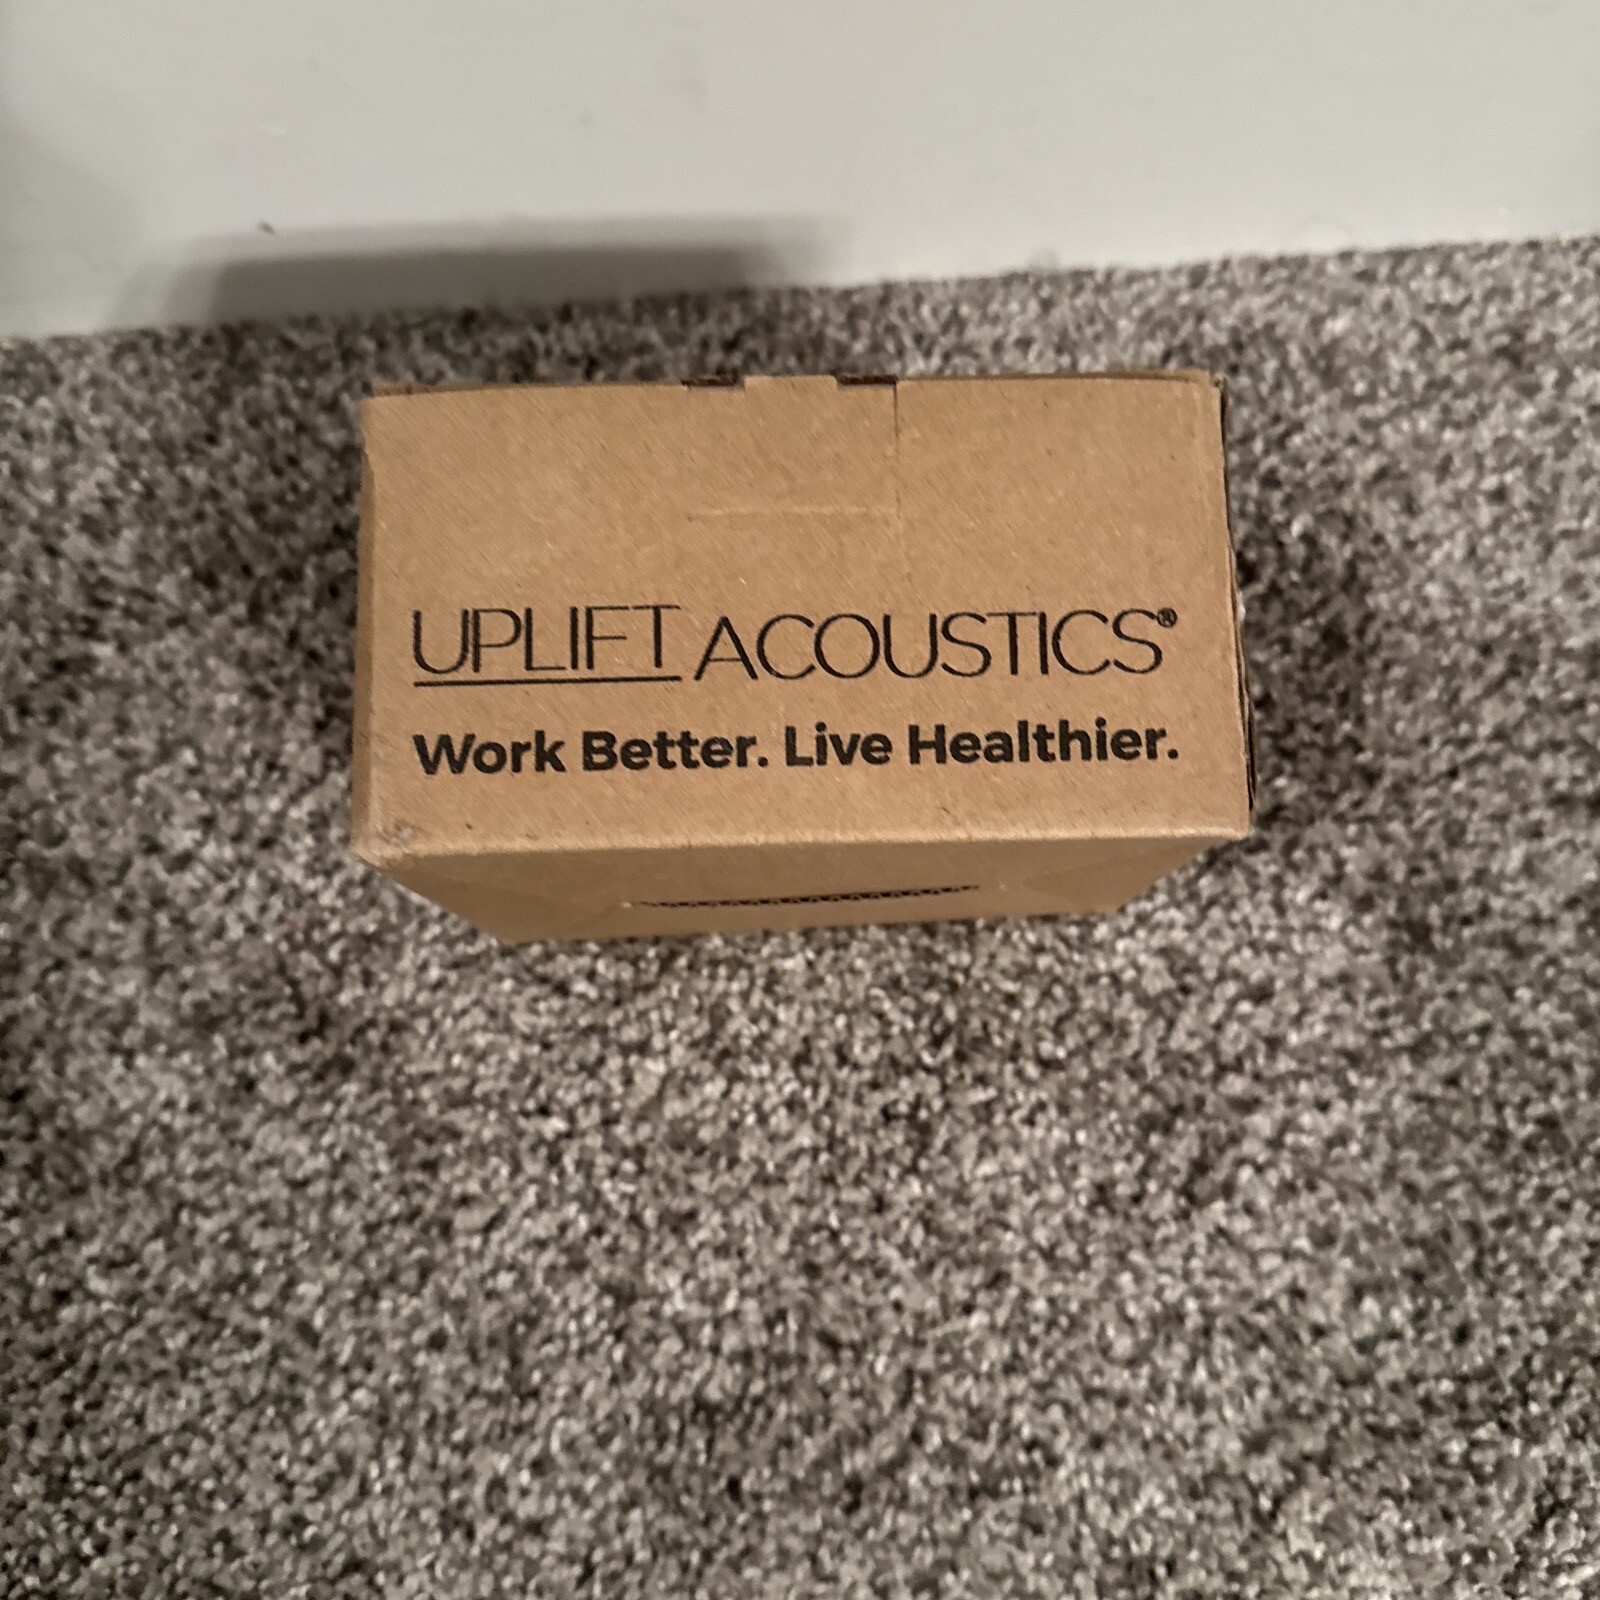 UPLIFT ACOUSTICS®
Work Better. Live Healthier.